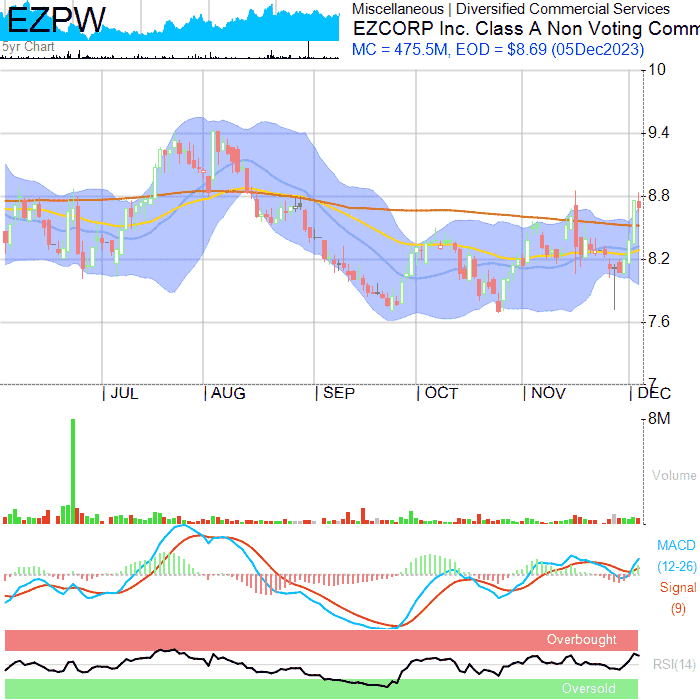 EZPW
5yr Chart
Miscellaneous | Diversified Commercial Services
EZCORP Inc. Class A Non Voting Comm
MC = 475.5M, EOD = $8.69 (05Dec2023)
10
9.4
8.8
8.2
7.6
7
JUL AUG SEP OCT NOV DEC
8M
Volume
MACD
(12-26)
Signal
(9)
Overbought
RSI(14)
Oversold